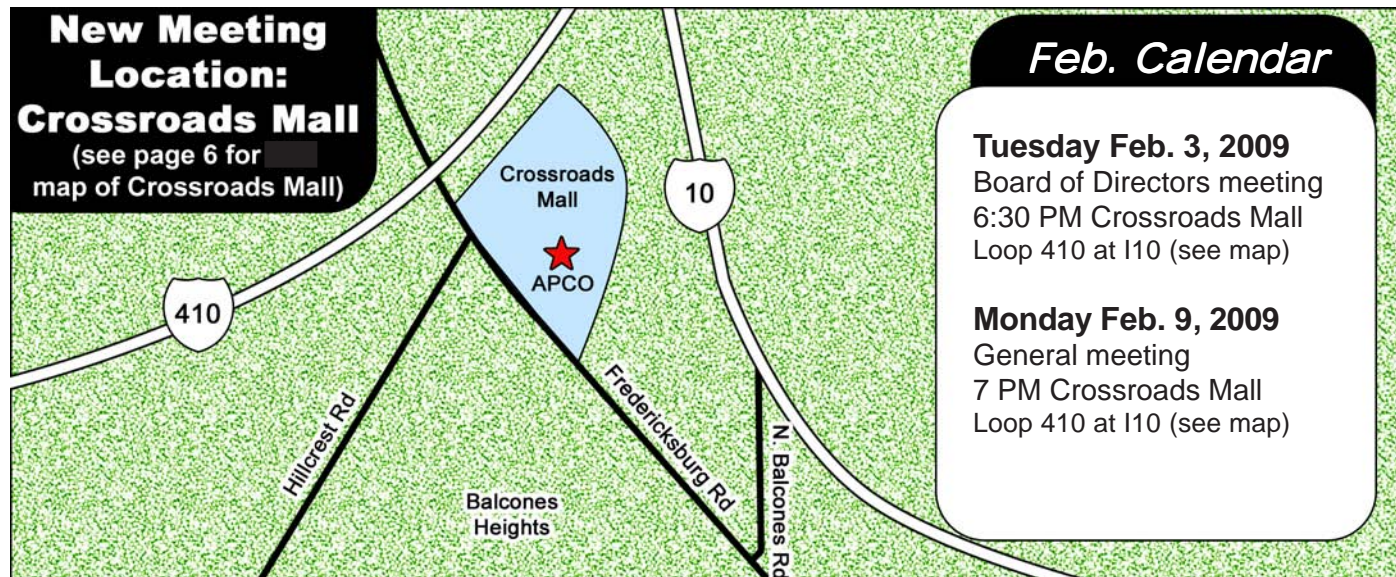 New Meeting
Location:
Crossroads Mall
(see page 6 for
map of Crossroads Mall)
Feb. Calendar
Tuesday Feb. 3, 2009
Board of Directors meeting
6:30 PM Crossroads Mall
Loop 410 at I10 (see map)
Monday Feb. 9, 2009
General meeting
7 PM Crossroads Mall
Loop 410 at I10 (see map)
Crossroads
Mall
APCO
10
410
Hillcrest Rd
Fredericksburg Rd
N. Balcones Rd
Balcones
Heights